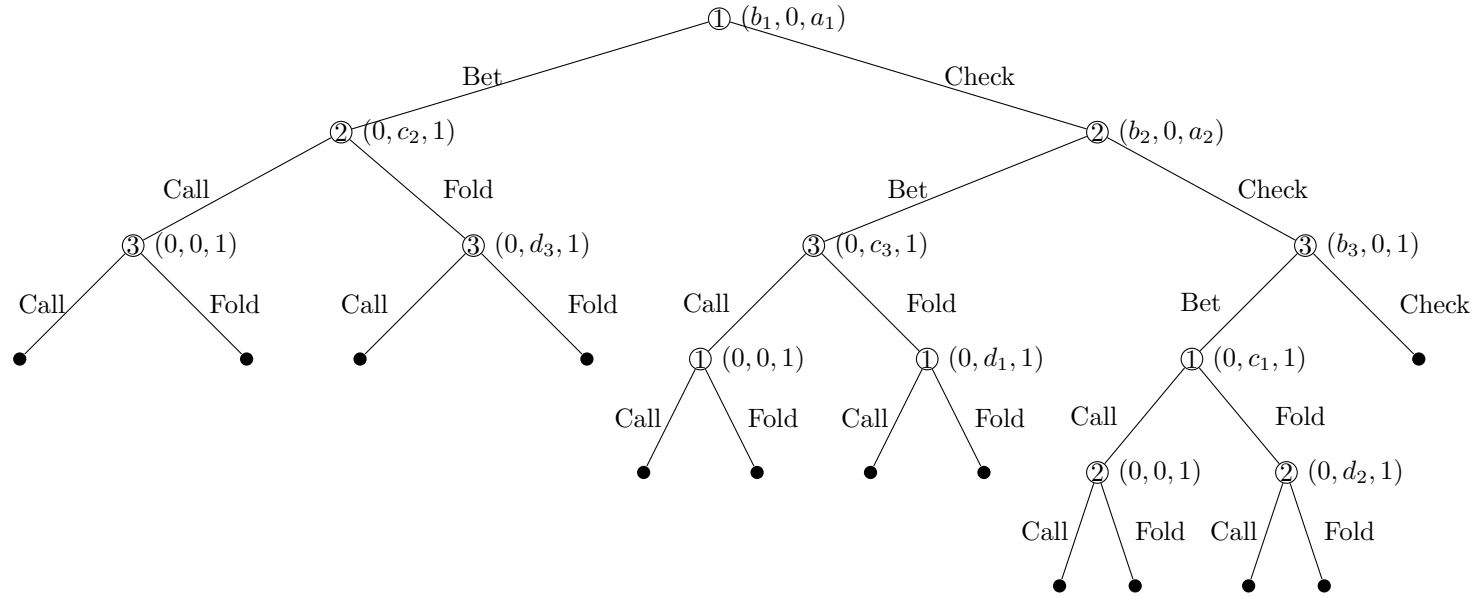 1 (b₁, 0, a₁)
Bet Check
2 (0, c₂, 1) 2 (b₂, 0, a₂)
Call Fold Bet Check
3 (0, 0, 1) 3 (0, d₃, 1) 3 (0, c₃, 1) 3 (b₃, 0, 1)
Call Fold Call Fold Call Fold Bet Check
1 (0, 0, 1) 1 (0, d₁, 1) 1 (0, c₁, 1)
Call Fold Call Fold Call Fold
2 (0, 0, 1) 2 (0, d₂, 1)
Call Fold Call Fold